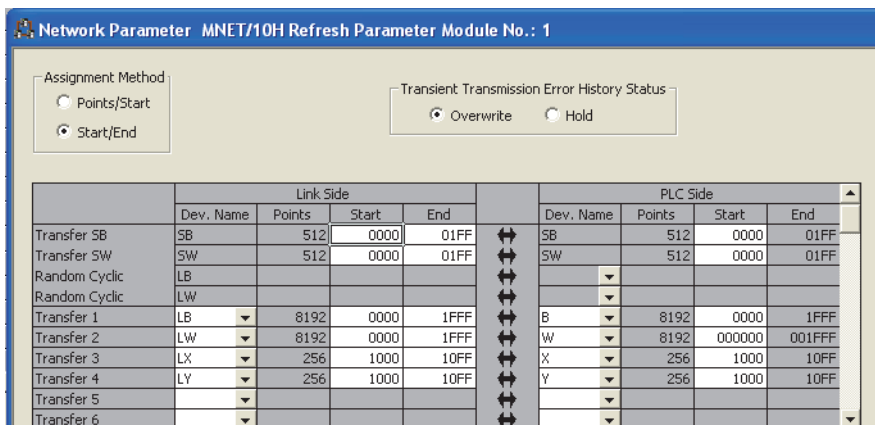 Network Parameter MNET/10H Refresh Parameter Module No.: 1
Assignment Method
Points/Start
Start/End
Transient Transmission Error History Status
Overwrite Hold
Link Side PLC Side
Dev. Name Points Start End Dev. Name Points Start End
Transfer SB SB 512 0000 01FF SB 512 0000 01FF
Transfer SW SW 512 0000 01FF SW 512 0000 01FF
Random Cyclic LB
Random Cyclic LW
Transfer 1 LB 8192 0000 1FFF B 8192 0000 1FFF
Transfer 2 LW 8192 0000 1FFF W 8192 000000 001FFF
Transfer 3 LX 256 1000 10FF X 256 1000 10FF
Transfer 4 LY 256 1000 10FF Y 256 1000 10FF
Transfer 5
Transfer 6